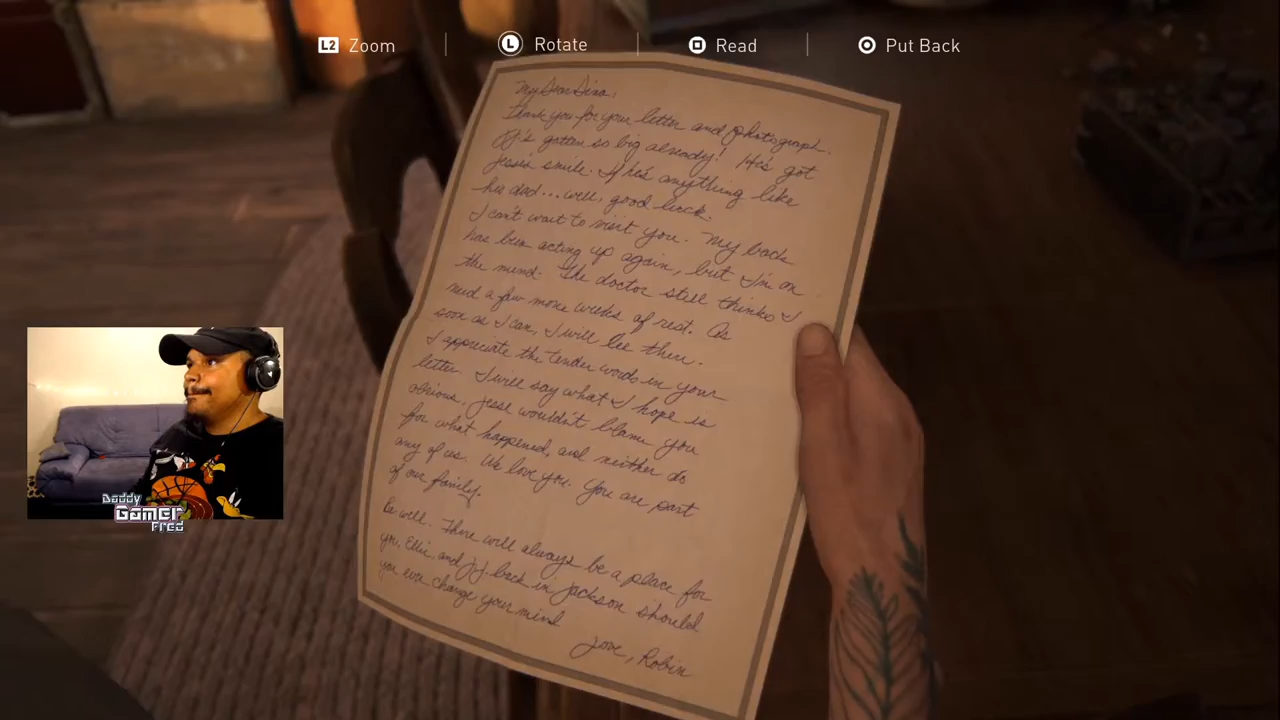 L2 Zoom
L Rotate
Read
Put Back
My Dear Dina,
Thank you for your letter and photograph.
JJ's gotten so big already! He's got
Jesse's smile. If he's anything like
his dad... well, good luck.
I can't wait to visit you. My back
has been acting up again, but I'm on
the mend. The doctor still thinks I
need a few more weeks of rest. As
soon as I can, I will be there.
I appreciate the tender words in your
letter. I will say what I hope is
obvious. Jesse wouldn't blame you
for what happened, and neither do
any of us. We love you. You are part
of our family.
Be well. There will always be a place for
you, Ellie, and JJ back in Jackson should
you ever change your mind
Love, Robin
Daddy
Gamer
Fred